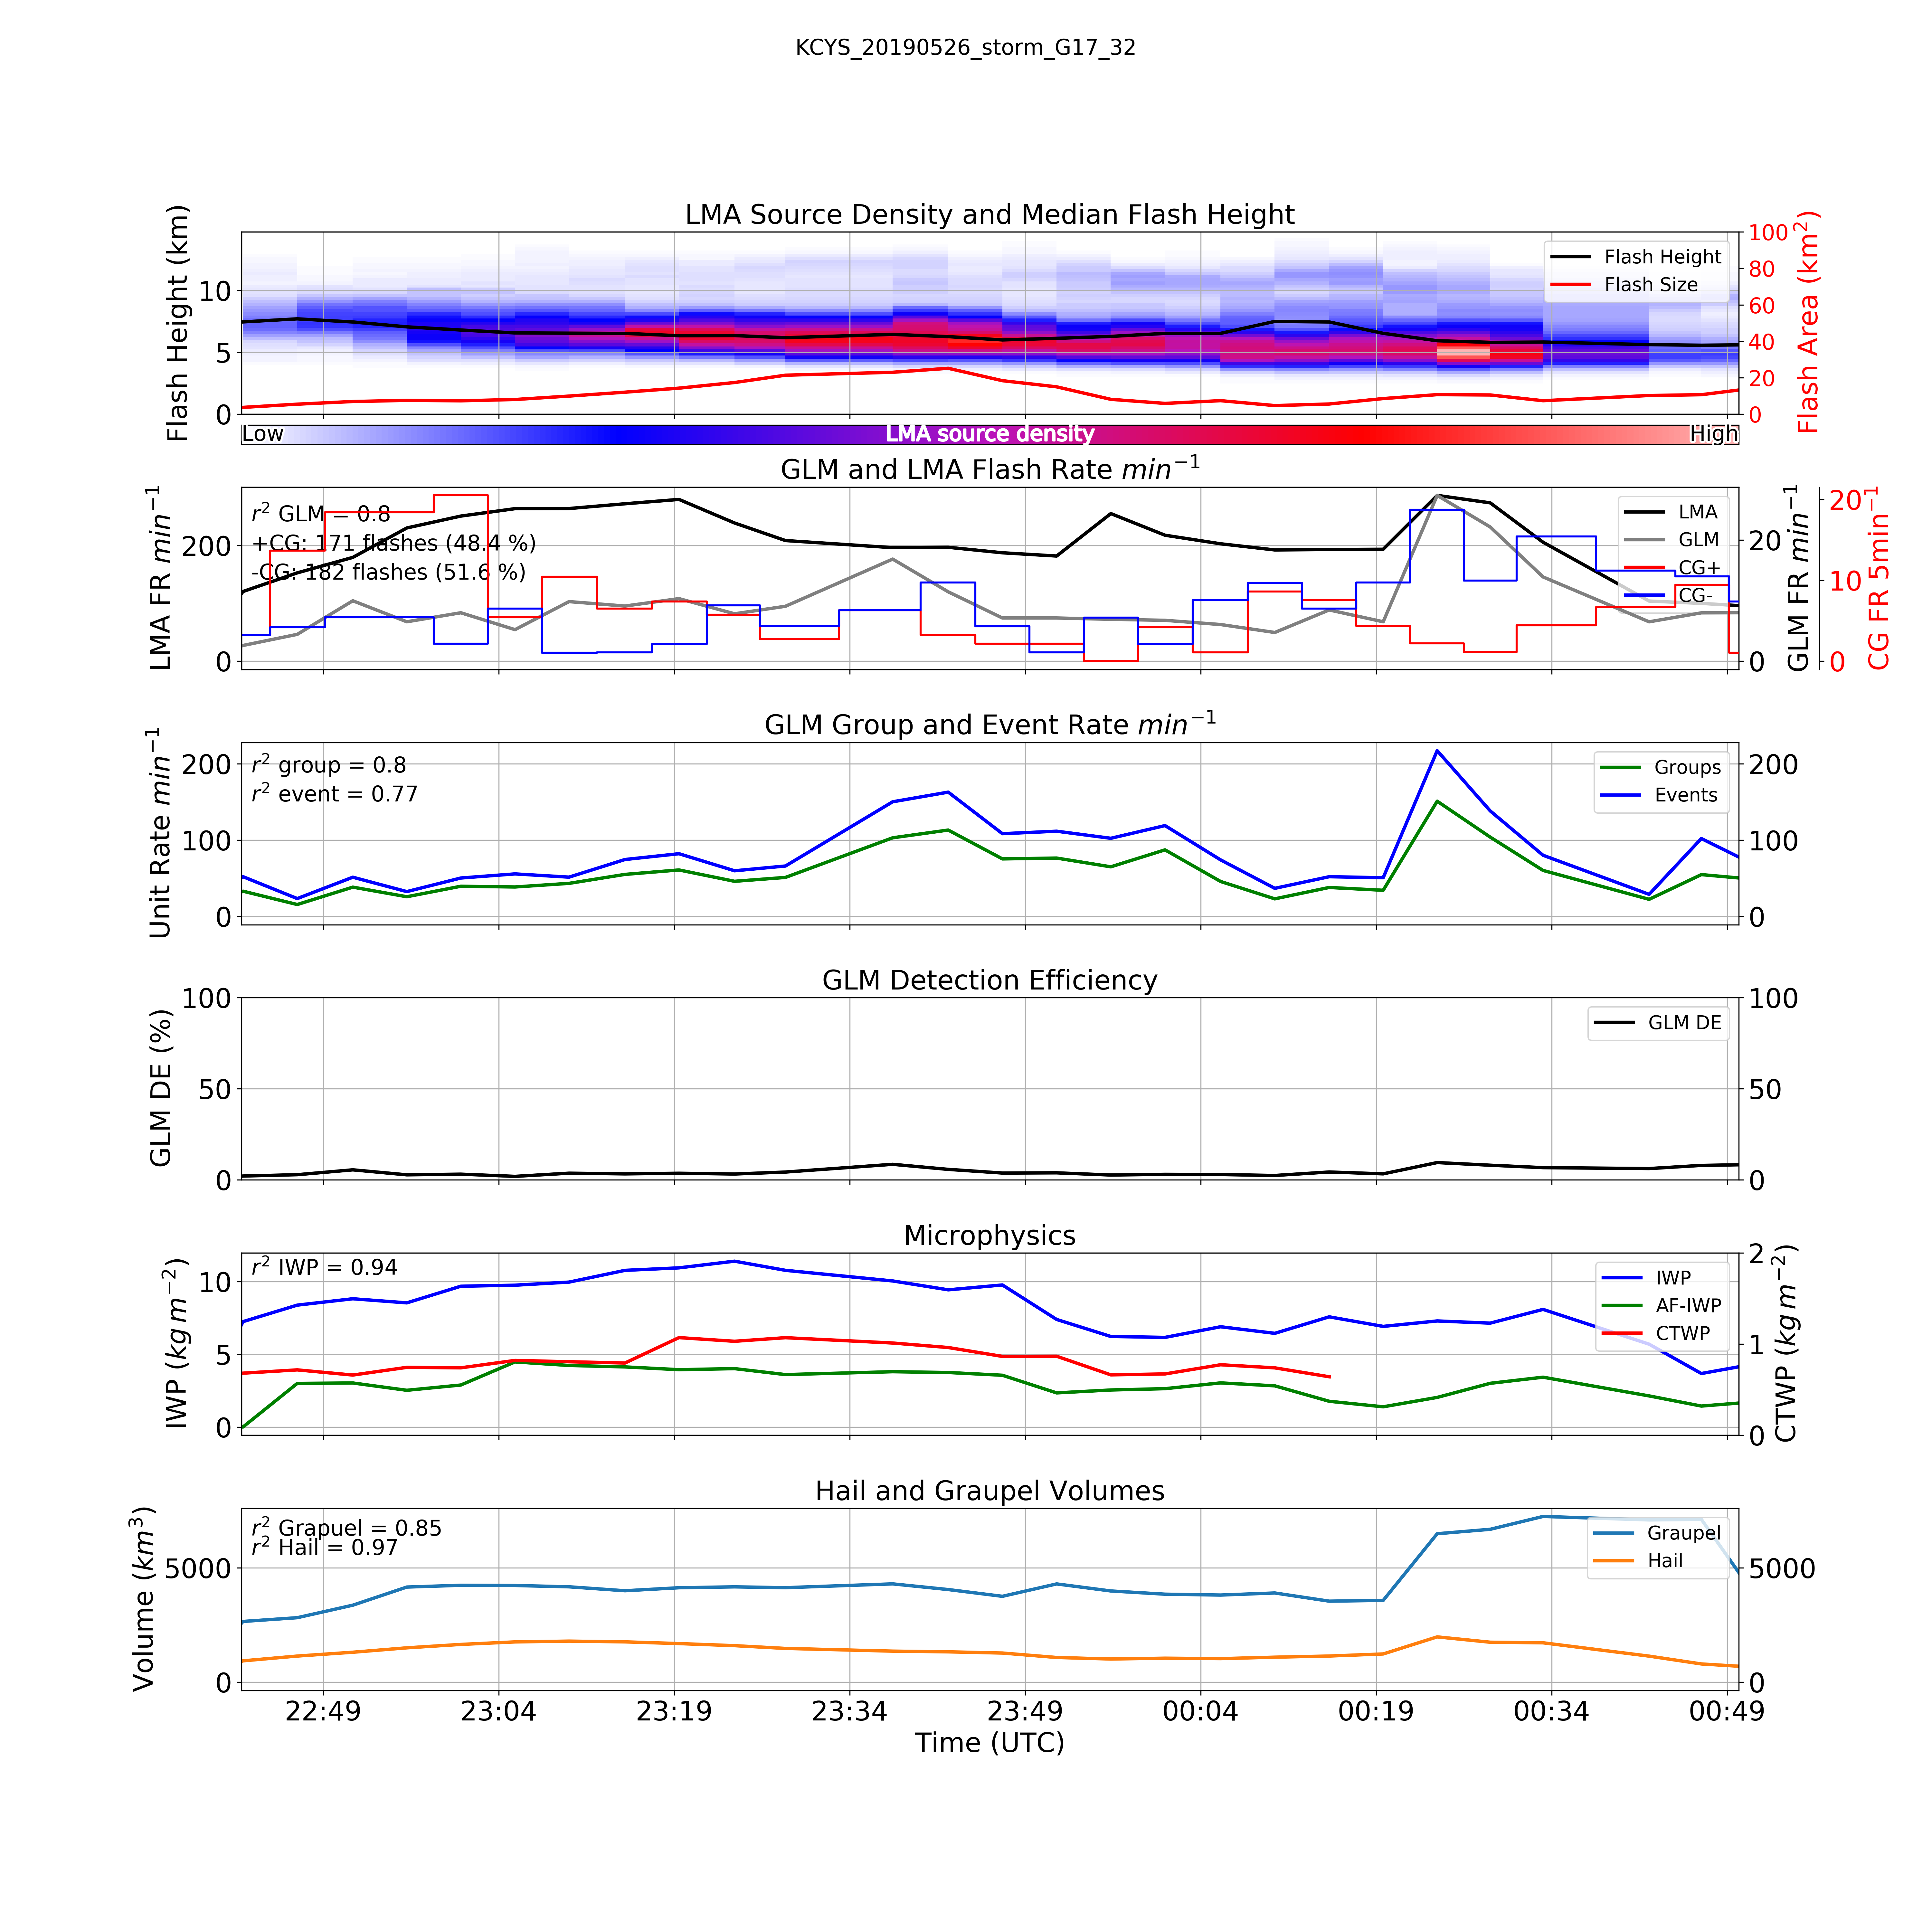 KCYS_20190526_storm_G17_32
LMA Source Density and Median Flash Height
Flash Height (km)
10
5
0
Flash Height
Flash Size
100
80
60
40
20
0
Flash Area (km²)
Low LMA source density High
GLM and LMA Flash Rate min⁻¹
LMA FR min⁻¹
200
0
r² GLM = 0.8
+CG: 171 flashes (48.4 %)
-CG: 182 flashes (51.6 %)
LMA
GLM
CG+
CG-
20
0
GLM FR min⁻¹
20
10
0
CG FR 5min⁻¹
GLM Group and Event Rate min⁻¹
Unit Rate min⁻¹
200
100
0
r² group = 0.8
r² event = 0.77
Groups
Events
200
100
0
GLM Detection Efficiency
GLM DE (%)
100
50
0
GLM DE
100
50
0
Microphysics
IWP (kg m⁻²)
10
5
0
r² IWP = 0.94
IWP
AF-IWP
CTWP
2
1
0
CTWP (kg m⁻²)
Hail and Graupel Volumes
Volume (km³)
5000
0
r² Grapuel = 0.85
r² Hail = 0.97
Graupel
Hail
5000
0
22:49 23:04 23:19 23:34 23:49 00:04 00:19 00:34 00:49
Time (UTC)